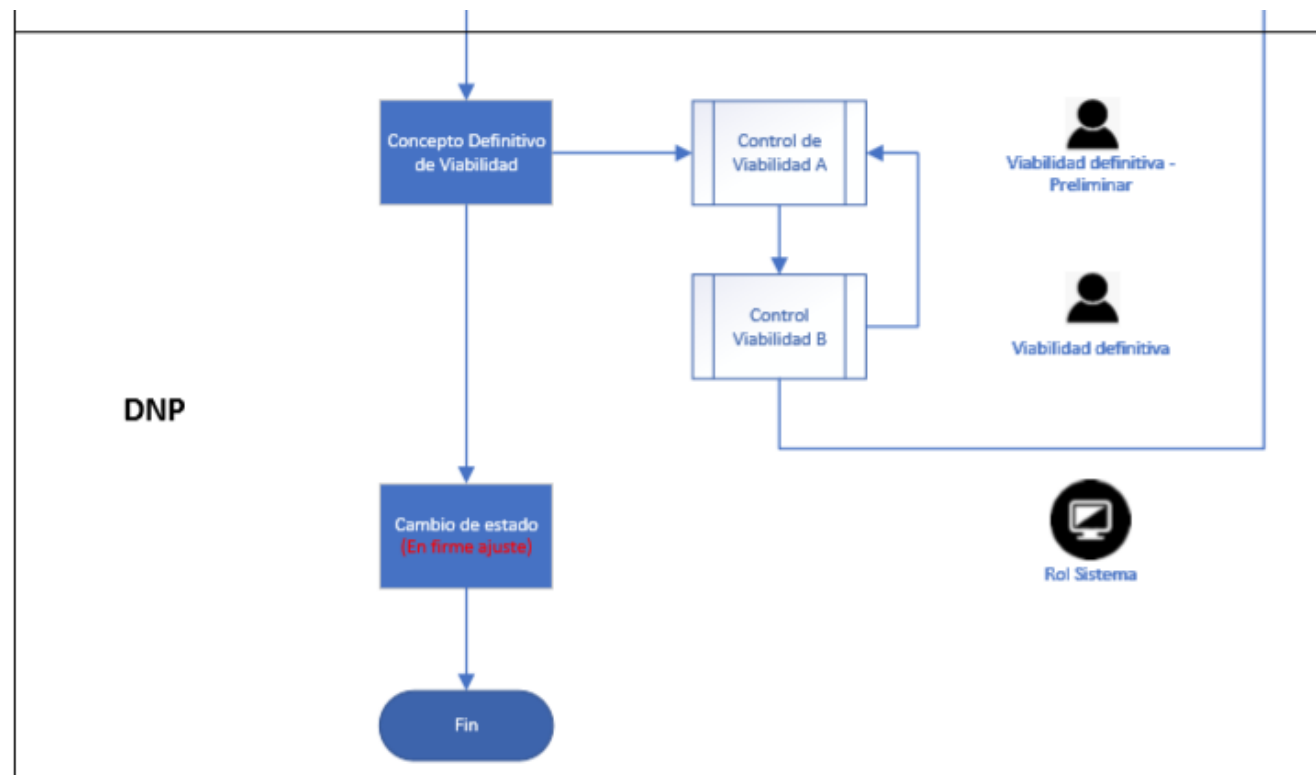 Concepto Definitivo
de Viabilidad
Control de
Viabilidad A
Viabilidad definitiva -
Preliminar
Control
Viabilidad B
Viabilidad definitiva
DNP
Cambio de estado
(En firme ajuste)
Rol Sistema
Fin